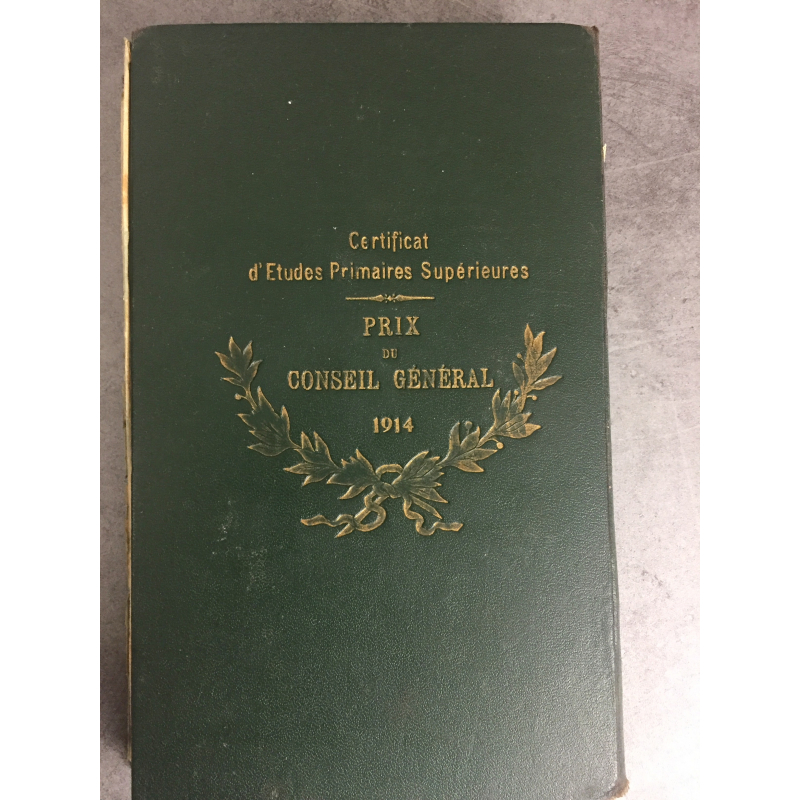 Certificat
d'Etudes Primaires Supérieures
PRIX
DU
CONSEIL GÉNÉRAL
1914